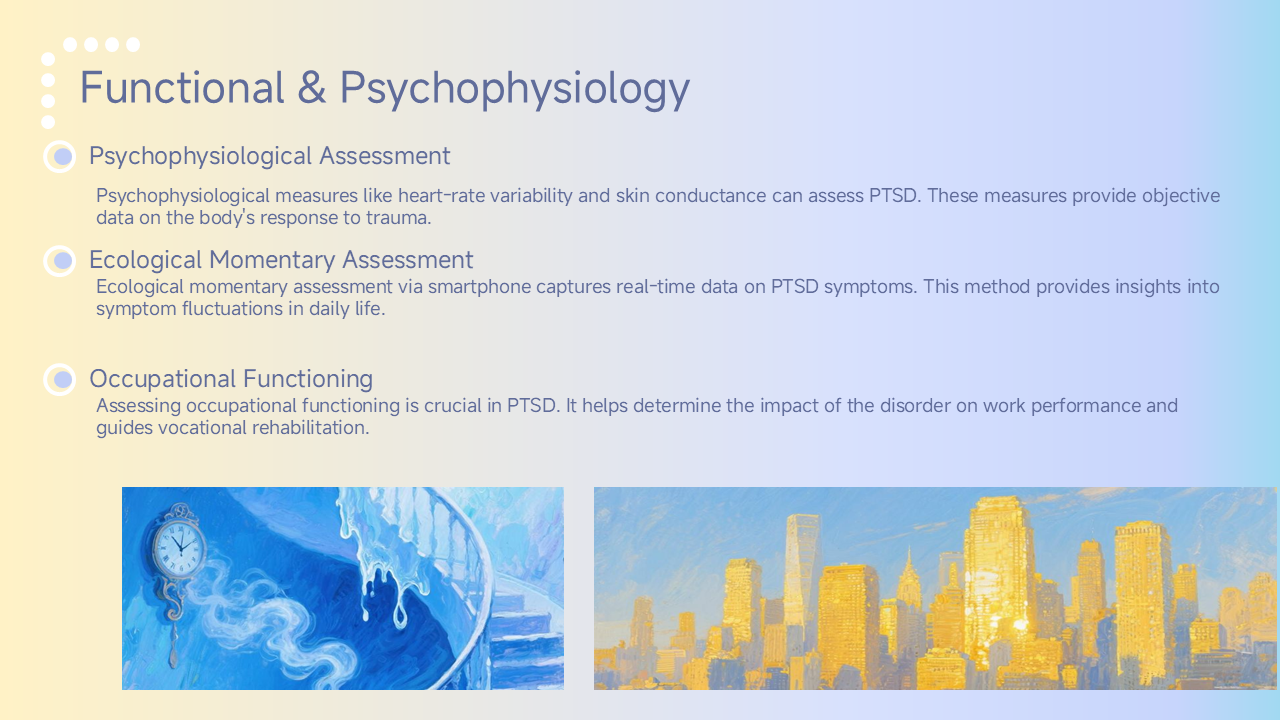 Functional & Psychophysiology
Psychophysiological Assessment
Psychophysiological measures like heart-rate variability and skin conductance can assess PTSD. These measures provide objective
data on the body's response to trauma.
Ecological Momentary Assessment
Ecological momentary assessment via smartphone captures real-time data on PTSD symptoms. This method provides insights into
symptom fluctuations in daily life.
Occupational Functioning
Assessing occupational functioning is crucial in PTSD. It helps determine the impact of the disorder on work performance and
guides vocational rehabilitation.